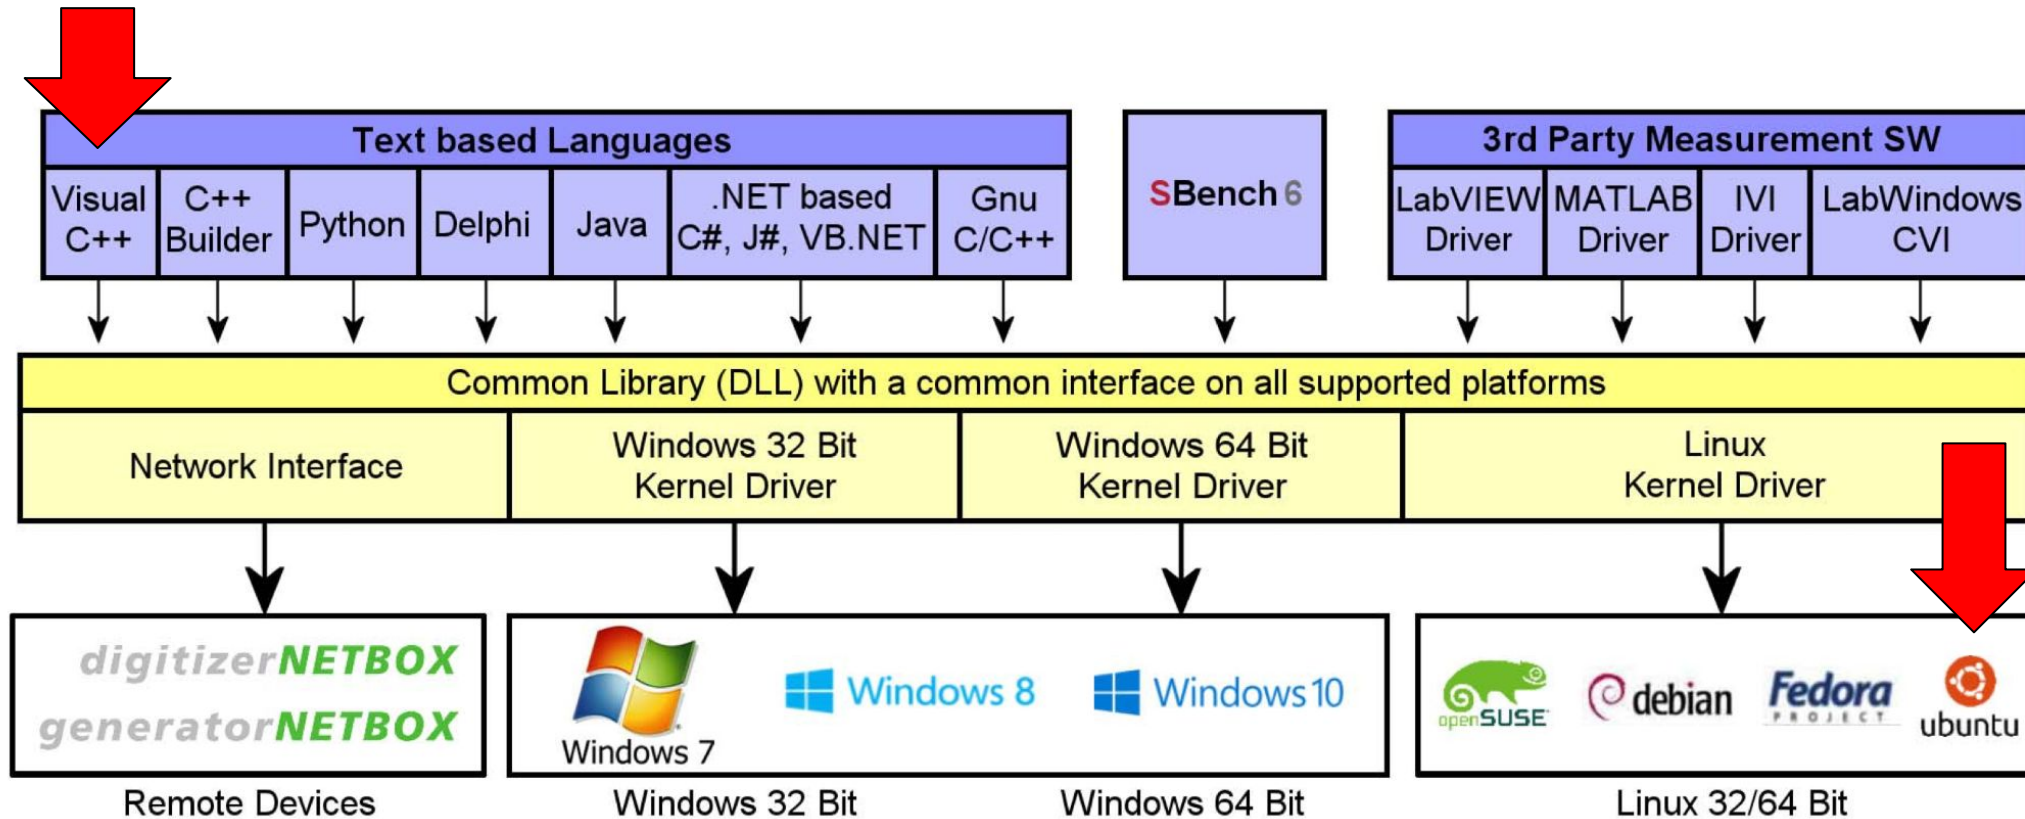 Text based Languages
Visual
C++
C++
Builder
Python
Delphi
Java
.NET based
C#, J#, VB.NET
Gnu
C/C++
SBench 6
3rd Party Measurement SW
LabVIEW
Driver
MATLAB
Driver
IVI
Driver
LabWindows
CVI
Common Library (DLL) with a common interface on all supported platforms
Network Interface
Windows 32 Bit
Kernel Driver
Windows 64 Bit
Kernel Driver
Linux
Kernel Driver
digitizerNETBOX
generatorNETBOX
Windows 7
Windows 8
Windows 10
openSUSE
debian
Fedora
PROJECT
ubuntu
Remote Devices
Windows 32 Bit
Windows 64 Bit
Linux 32/64 Bit